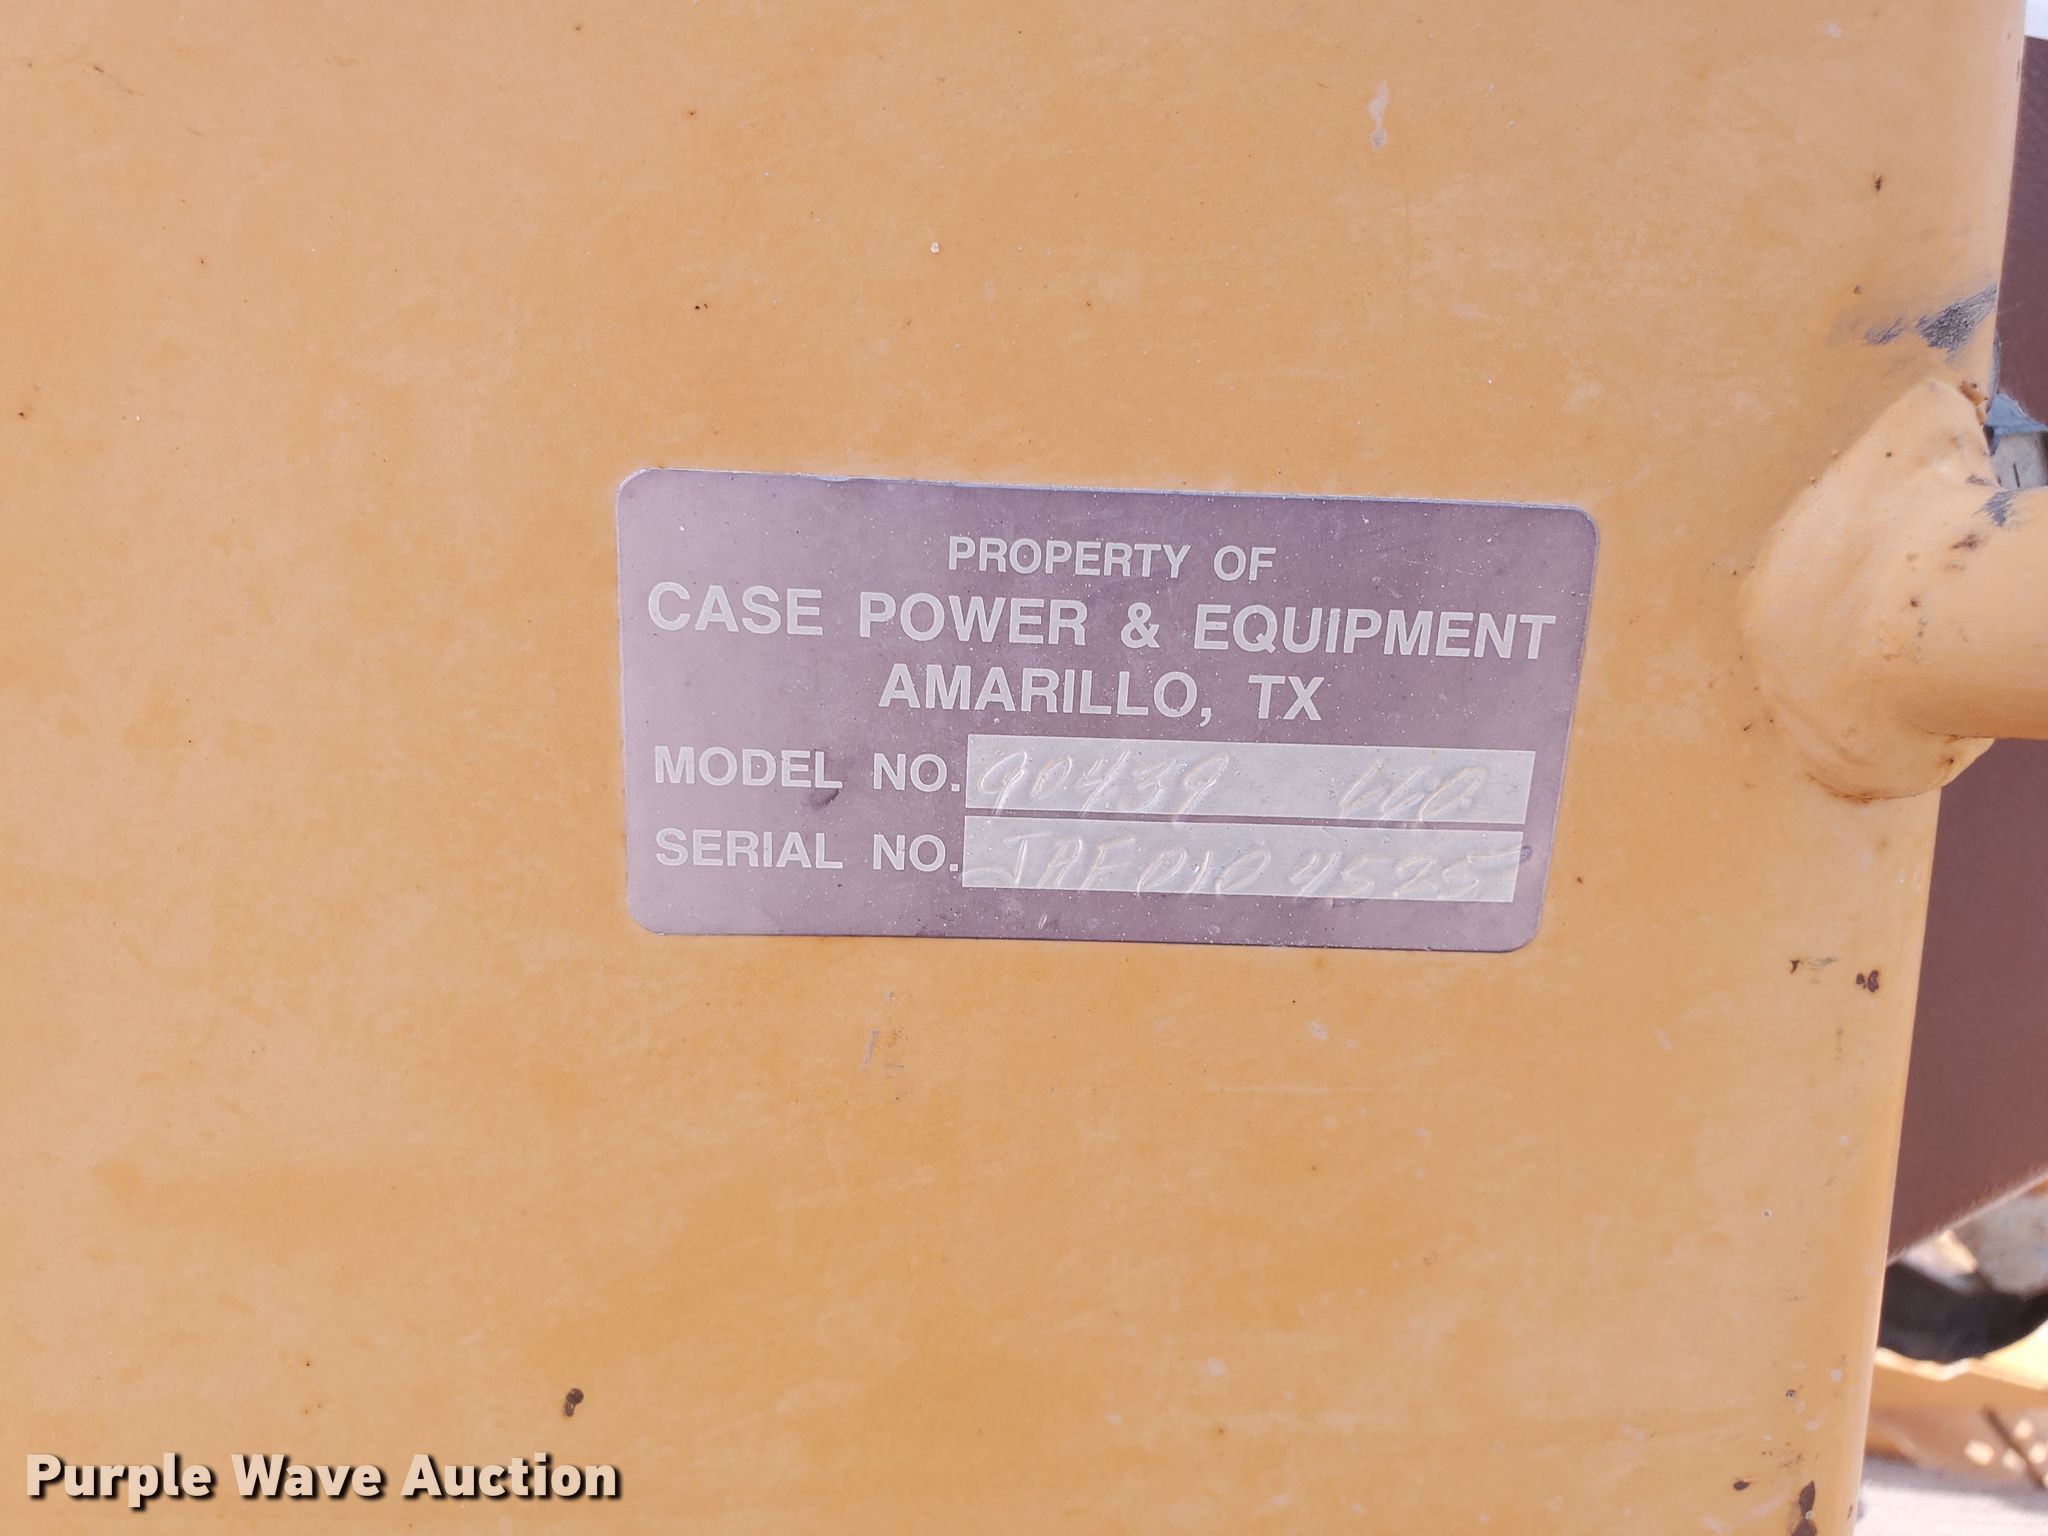 PROPERTY OF
CASE POWER & EQUIPMENT
AMARILLO, TX
MODEL NO. 90439 660
SERIAL NO. JAF0104525
Purple Wave Auction